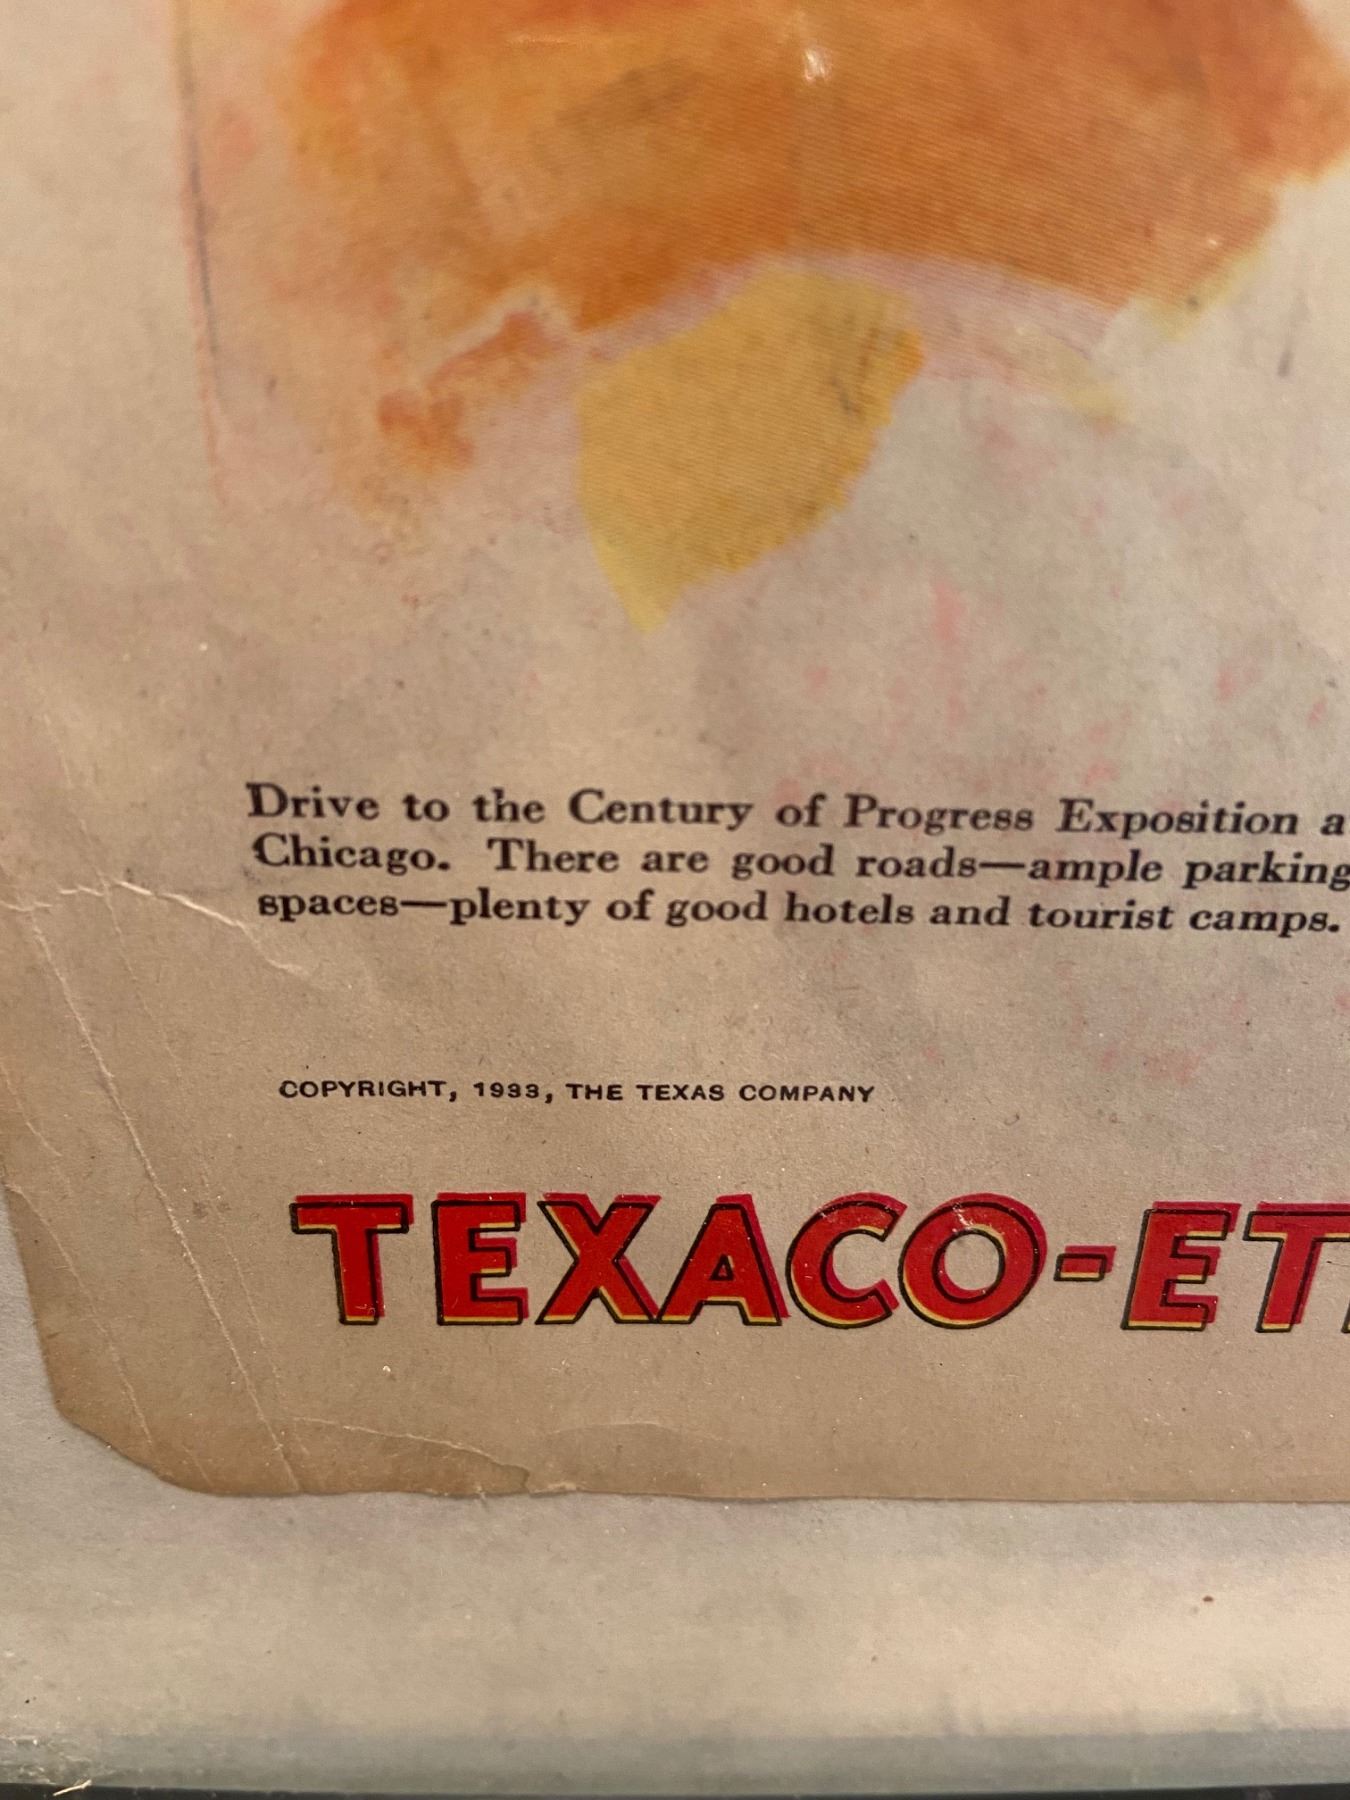 Drive to the Century of Progress Exposition a
Chicago. There are good roads—ample parking
spaces—plenty of good hotels and tourist camps.
COPYRIGHT, 1933, THE TEXAS COMPANY
TEXACO-ET